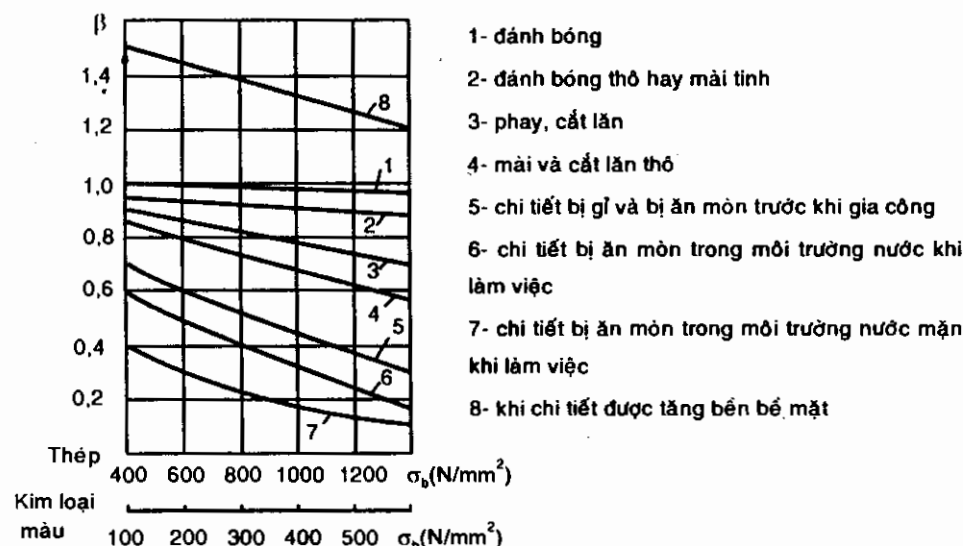 β
1,4
1,2
1,0
0,8
0,6
0,4
0,2
8
1
2
3
4
5
6
7
Thép
400 600 800 1000 1200 σb(N/mm²)
Kim loại
màu
100 200 300 400 500 σb(N/mm²)
1- đánh bóng
2- đánh bóng thô hay mài tinh
3- phay, cắt lăn
4- mài và cắt lăn thô
5- chi tiết bị gỉ và bị ăn mòn trước khi gia công
6- chi tiết bị ăn mòn trong môi trường nước khi
làm việc
7- chi tiết bị ăn mòn trong môi trường nước mặn
khi làm việc
8- khi chi tiết được tăng bền bề mặt